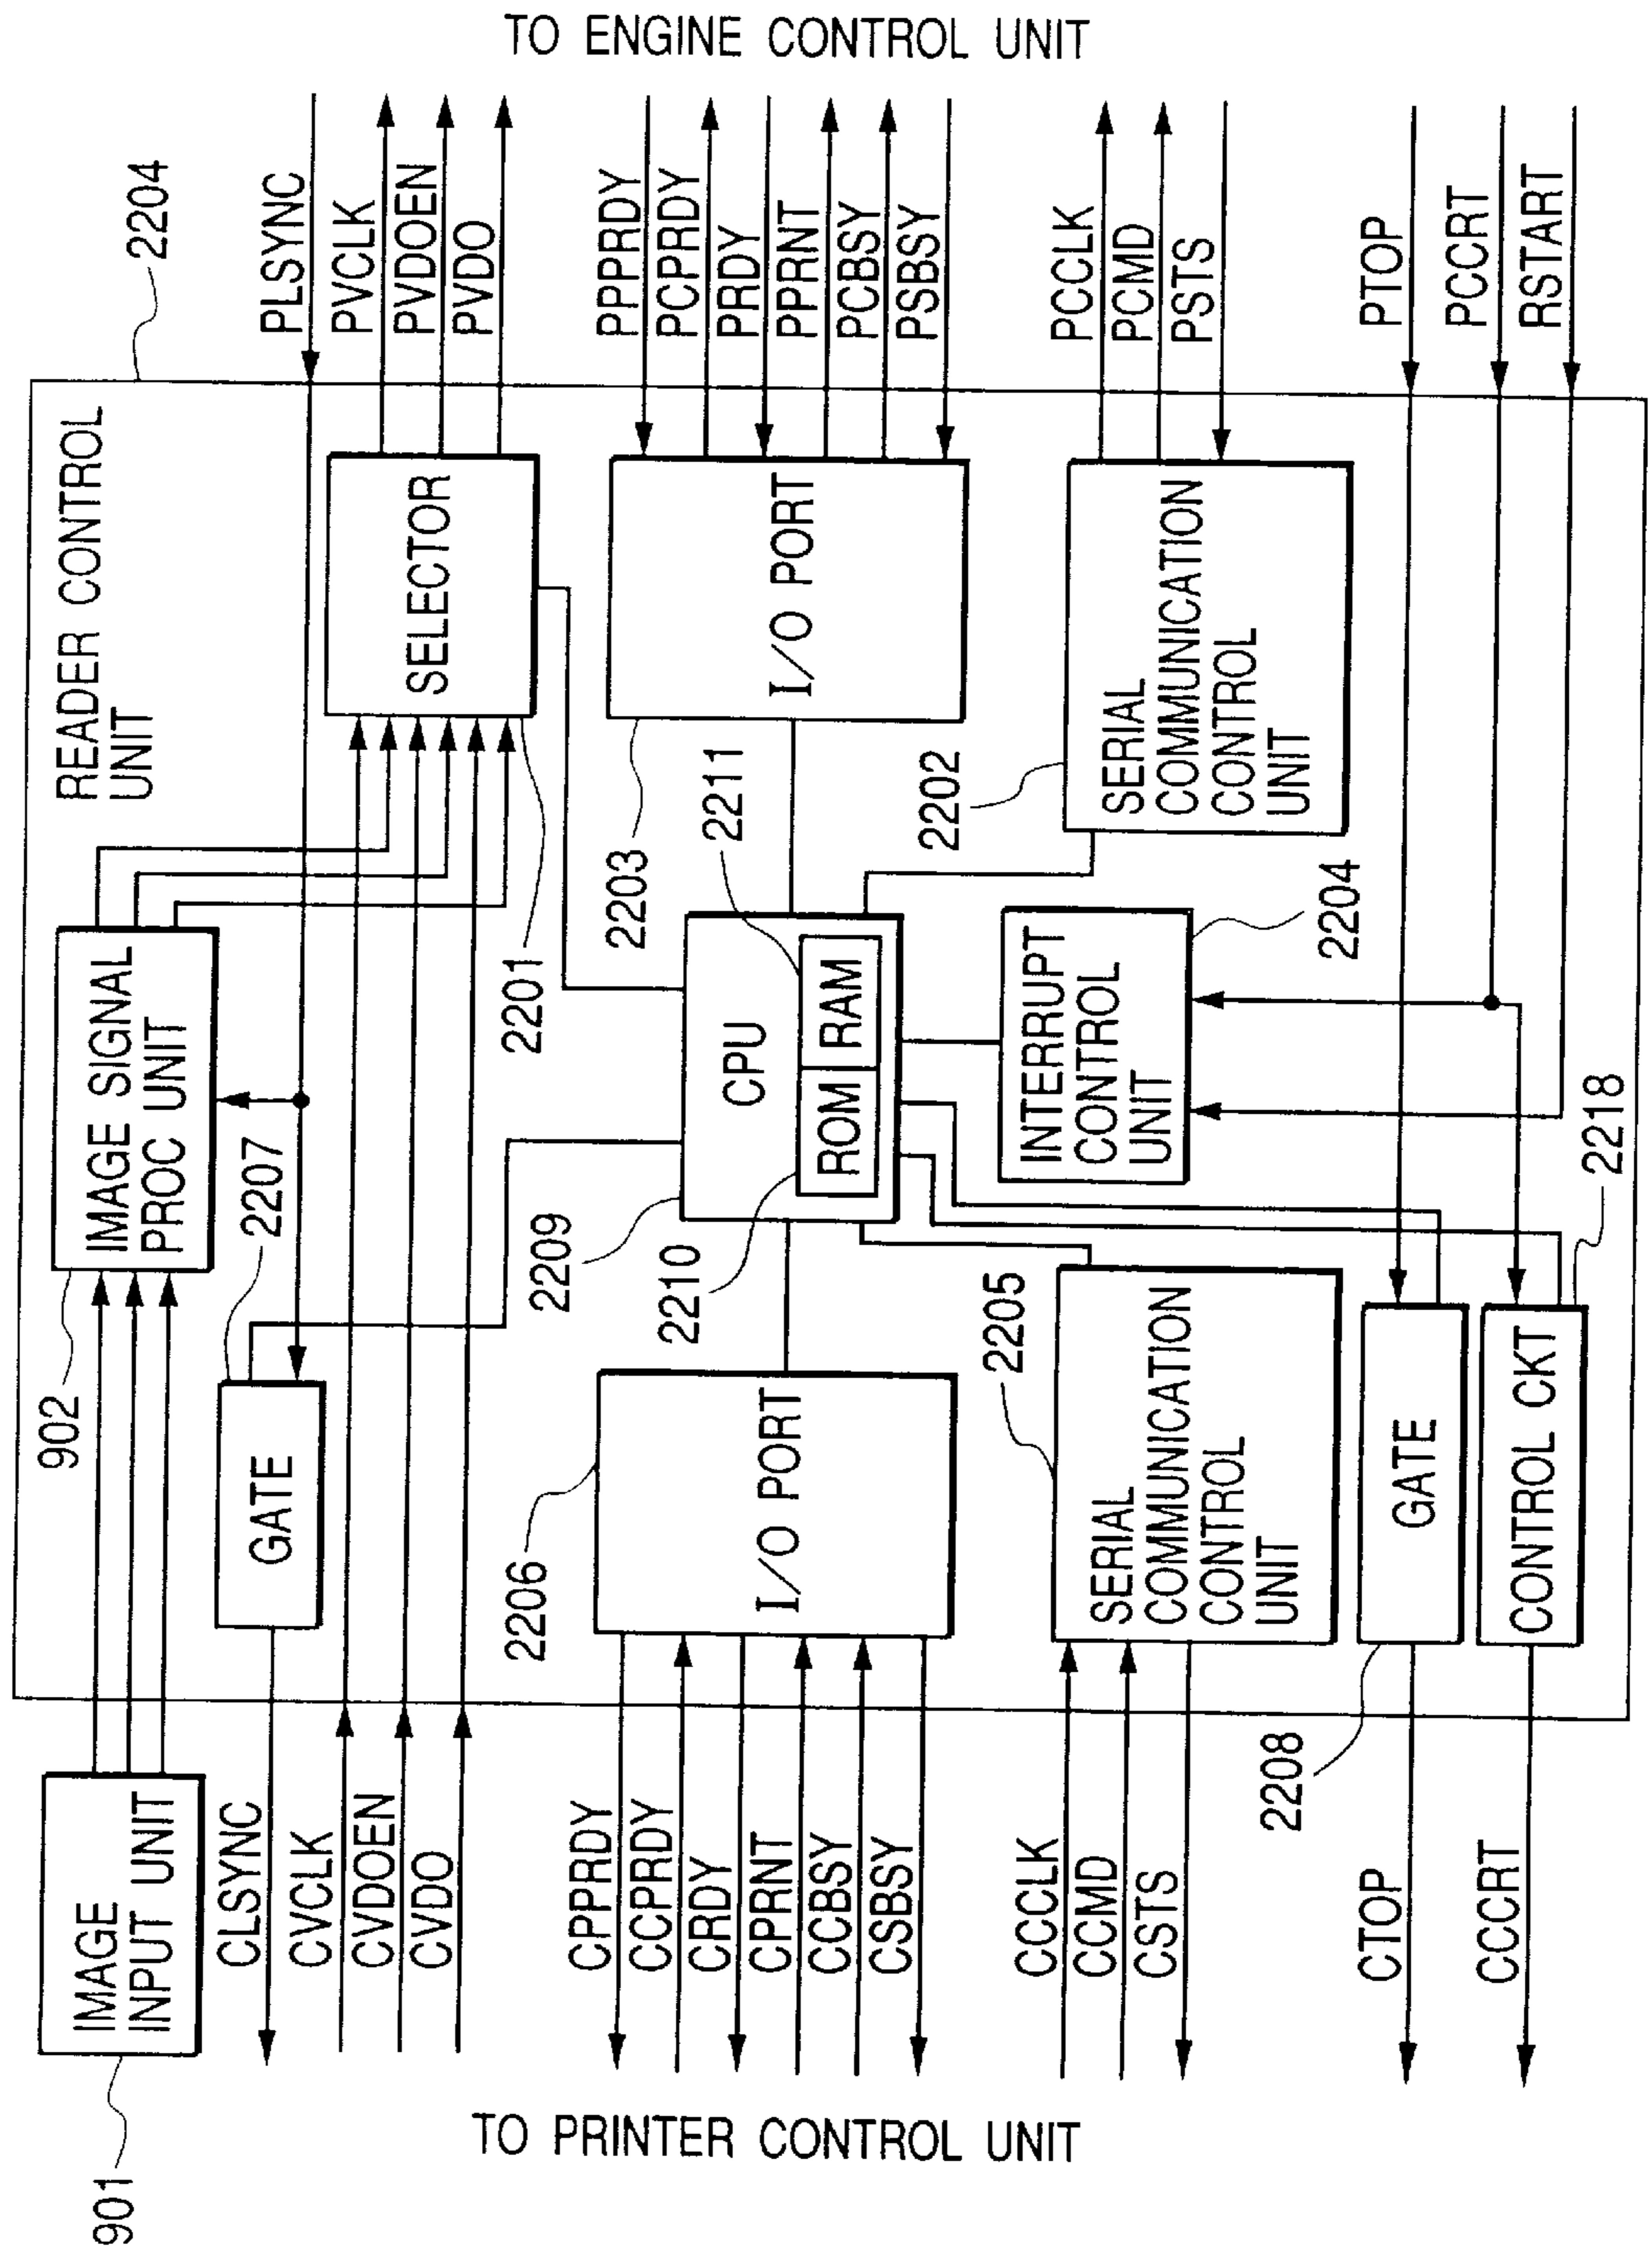 TO ENGINE CONTROL UNIT
2204
PLSYNC
PVCLK
PVDOEN
PVDO
PPPRDY
PCPRDY
PRDY
PPRNT
PCBSY
PSBSY
PCCLK
PCMD
PSTS
PTOP
PCCRT
RSTART
READER CONTROL
UNIT
SELECTOR
2201
I/O PORT
2203
SERIAL
COMMUNICATION
CONTROL
UNIT
2202
IMAGE SIGNAL
PROC UNIT
902
2207
GATE
CPU
ROM
RAM
2209
2210
2211
INTERRUPT
CONTROL
UNIT
2204
2218
I/O PORT
2206
SERIAL
COMMUNICATION
CONTROL
UNIT
2205
GATE
2208
CONTROL CKT
IMAGE
INPUT UNIT
901
CLSYNC
CVCLK
CVDOEN
CVDO
CPPRDY
CCPRDY
CRDY
CPRNT
CCBSY
CSBSY
CCCLK
CCMD
CSTS
CTOP
CCCRT
TO PRINTER CONTROL UNIT